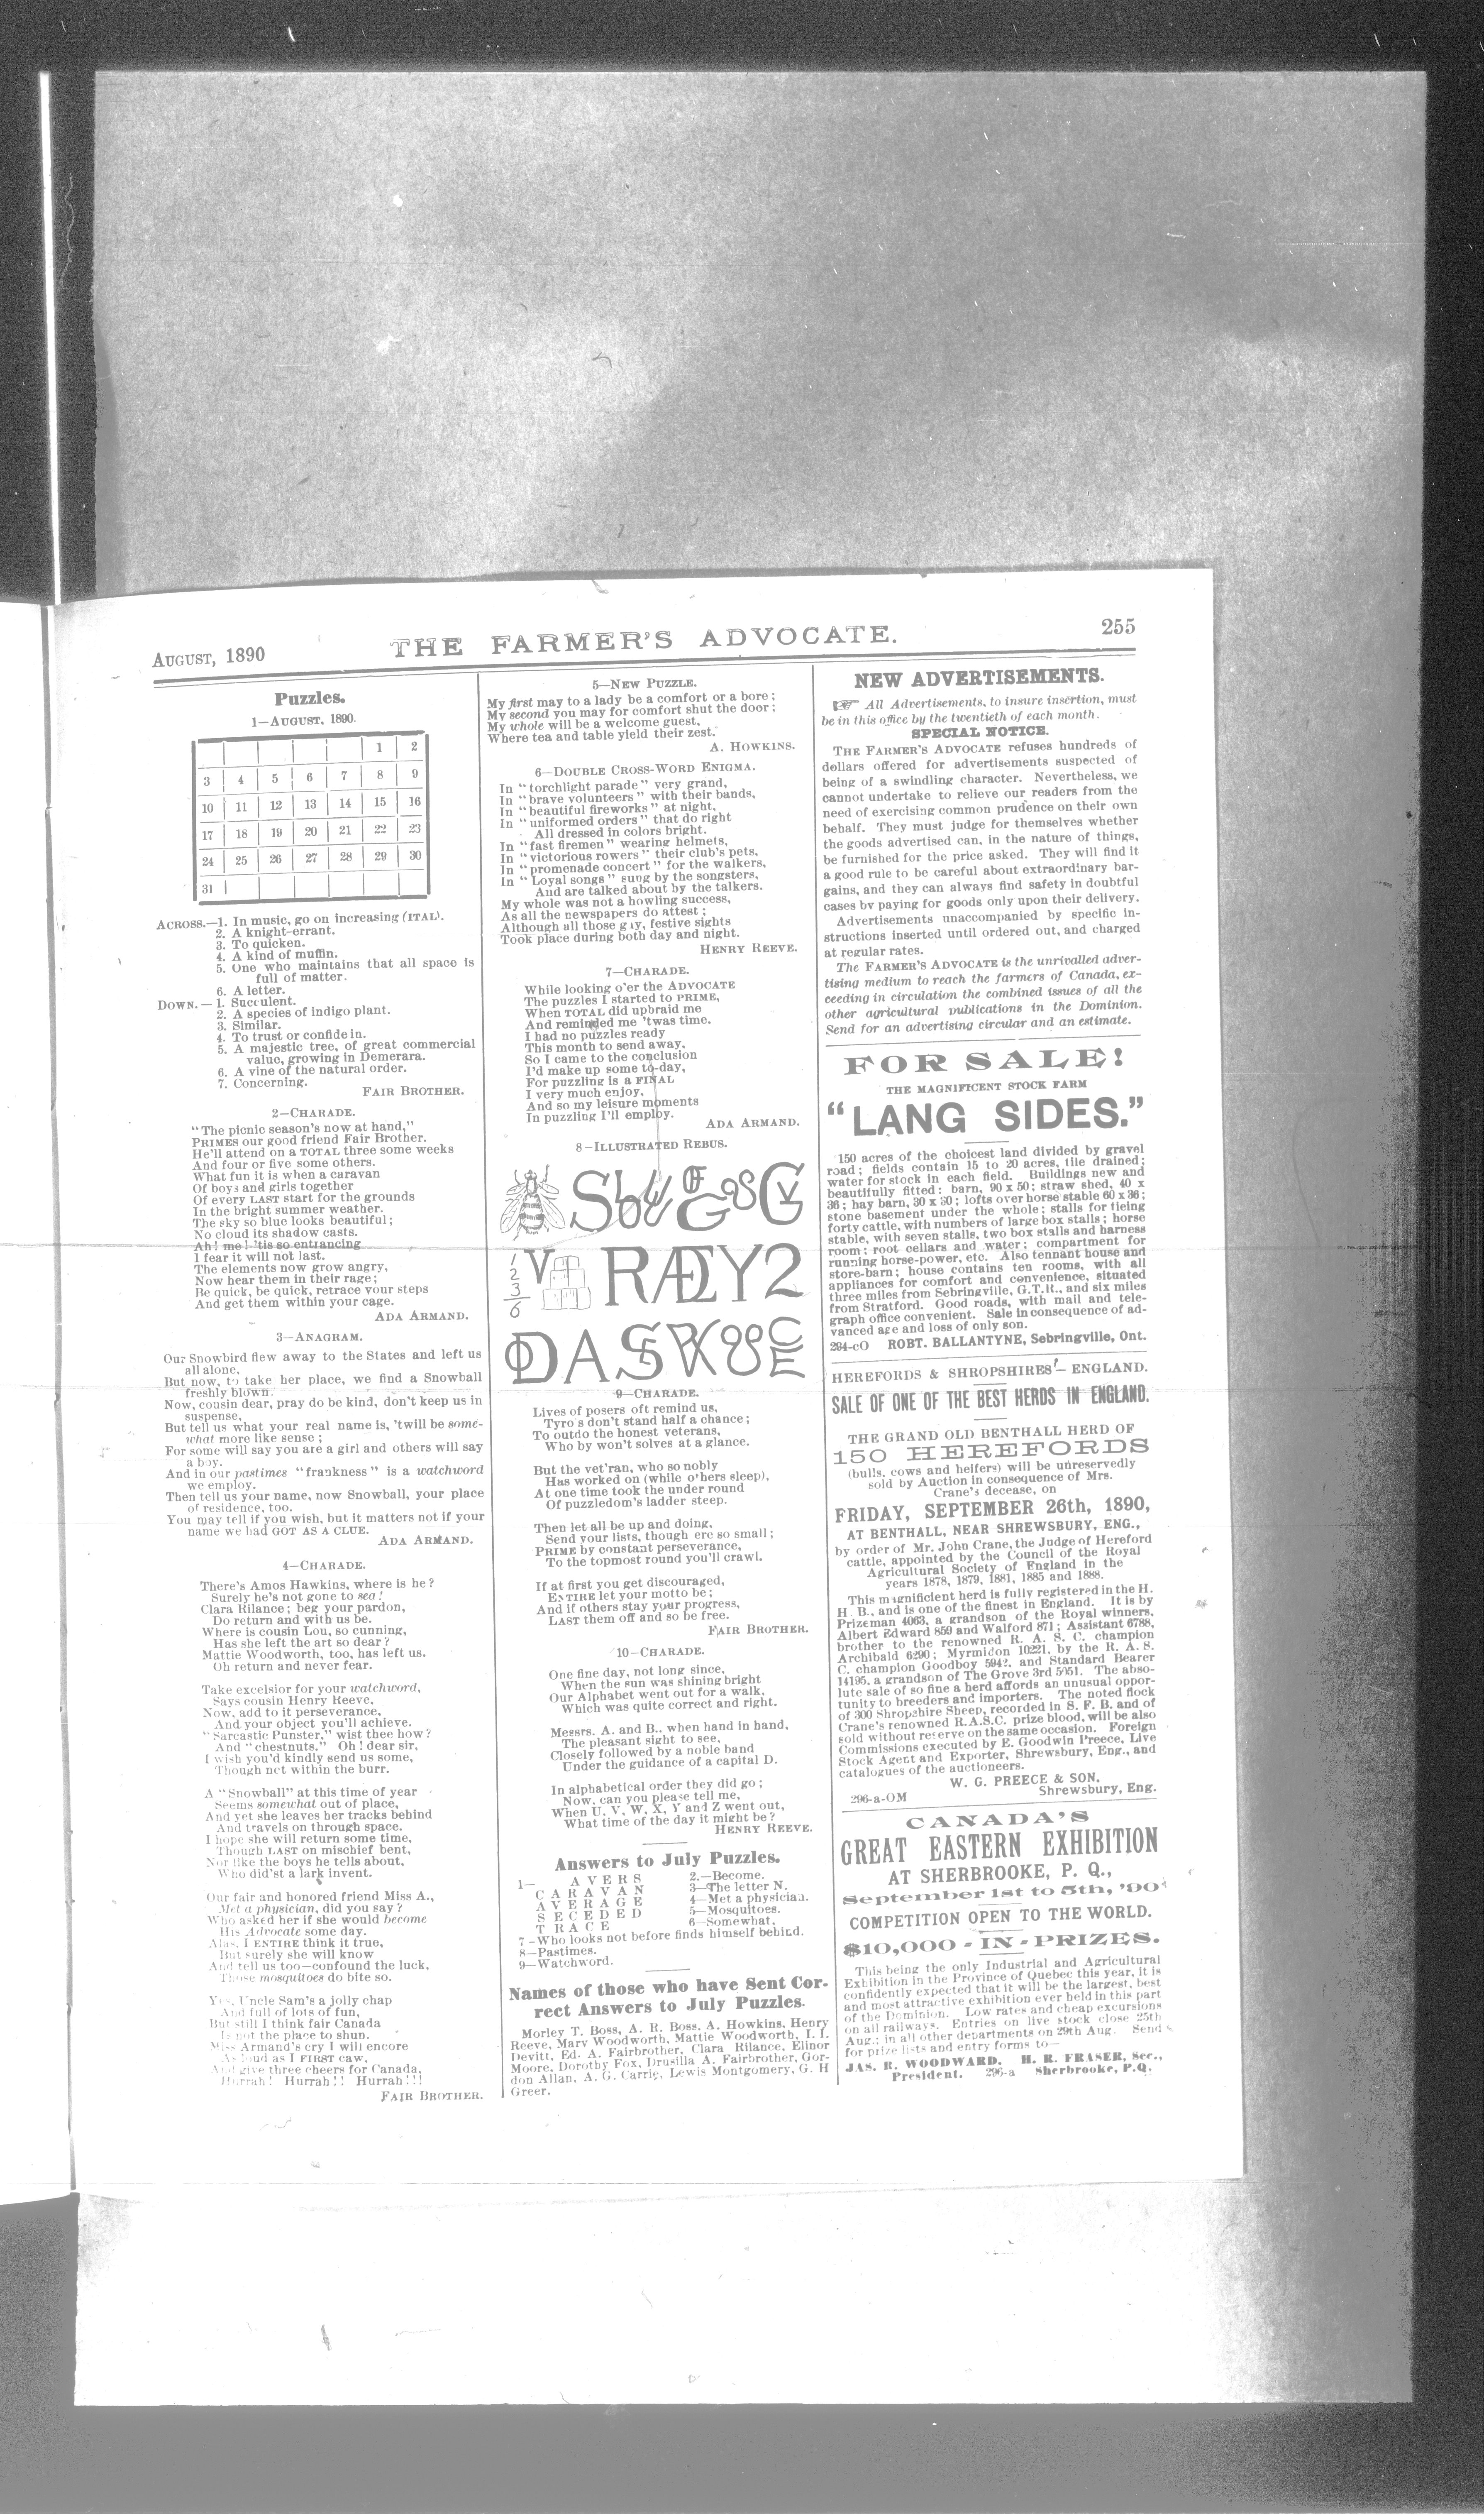 AUGUST, 1890
THE FARMER'S ADVOCATE.
255
Puzzles.
1—AUGUST, 1890.
1 2
3 4 5 6 7 8 9
10 11 12 13 14 15 16
17 18 19 20 21 22 23
24 25 26 27 28 29 30
31
ACROSS.—1. In music, go on increasing (ITAL).
2. A knight-errant.
3. To quicken.
4. A kind of muffin.
5. One who maintains that all space is
full of matter.
6. A letter.
DOWN.—1. Succulent.
2. A species of indigo plant.
3. Similar.
4. To trust or confide in.
5. A majestic tree, of great commercial
value, growing in Demerara.
6. A vine of the natural order.
7. Concerning.
FAIR BROTHER.
2—CHARADE.
"The picnic season's now at hand,"
PRIMES our good friend Fair Brother.
He'll attend on a TOTAL three some weeks
And four or five some others.
What fun it is when a caravan
Of boys and girls together
Of every LAST start for the grounds
In the bright summer weather.
The sky so blue looks beautiful;
No cloud its shadow casts.
Ah! me! 'tis so entrancing
I fear it will not last.
The elements now grow angry,
Now hear them in their rage;
Be quick, be quick, retrace your steps
And get them within your cage.
ADA ARMAND.
3—ANAGRAM.
Our Snowbird flew away to the States and left us
all alone,
But now, to take her place, we find a Snowball
freshly blown.
Now, cousin dear, pray do be kind, don't keep us in
suspense,
But tell us what your real name is, 'twill be some-
what more like sense;
For some will say you are a girl and others will say
a boy.
And in our pastimes "frankness" is a watchword
we employ.
Then tell us your name, now Snowball, your place
of residence, too.
You may tell if you wish, but it matters not if your
name we had GOT AS A CLUE.
ADA ARMAND.
4—CHARADE.
There's Amos Hawkins, where is he?
Surely he's not gone to sea!
Clara Rilance; beg your pardon,
Do return and with us be.
Where is cousin Lou, so cunning,
Has she left the art so dear?
Mattie Woodworth, too, has left us.
Oh return and never fear.
Take excelsior for your watchword,
Says cousin Henry Reeve,
Now, add to it perseverance,
And your object you'll achieve.
"Sarcastic Punster," wist thee how?
And "chestnuts." Oh! dear sir,
I wish you'd kindly send us some,
Though not within the burr.
A "Snowball" at this time of year
Seems somewhat out of place,
And yet she leaves her tracks behind
And travels on through space.
I hope she will return some time,
Though LAST on mischief bent,
Nor like the boys he tells about,
Who did'st a lark invent.
Our fair and honored friend Miss A.,
Met a physician, did you say?
Who asked her if she would become
His Advocate some day.
Alas, I ENTIRE think it true,
But surely she will know
And tell us too—confound the luck,
Those mosquitoes do bite so.
Yes, Uncle Sam's a jolly chap
And full of lots of fun,
But still I think fair Canada
Is not the place to shun.
Miss Armand's cry I will encore
As loud as I FIRST caw,
And give three cheers for Canada,
Hurrah! Hurrah!! Hurrah!!!
FAIR BROTHER.
5—NEW PUZZLE.
My first may to a lady be a comfort or a bore;
My second you may for comfort shut the door;
My whole will be a welcome guest,
Where tea and table yield their zest.
A. HOWKINS.
6—DOUBLE CROSS-WORD ENIGMA.
In "torchlight parade" very grand,
In "brave volunteers" with their bands,
In "beautiful fireworks" at night,
In "uniformed orders" that do right
All dressed in colors bright.
In "fast firemen" wearing helmets,
In "victorious rowers" their club's pets,
In "promenade concert" for the walkers,
In "Loyal songs" sung by the songsters,
And are talked about by the talkers.
My whole was not a howling success,
As all the newspapers do attest;
Although all those gay, festive sights
Took place during both day and night.
HENRY REEVE.
7—CHARADE.
While looking o'er the ADVOCATE
The puzzles I started to PRIME,
When TOTAL did upbraid me
And reminded me 'twas time.
I had no puzzles ready
This month to send away,
So I came to the conclusion
I'd make up some to-day,
For puzzling is a FINAL
I very much enjoy,
And so my leisure moments
In puzzling I'll employ.
ADA ARMAND.
8—ILLUSTRATED REBUS.
9—CHARADE.
Lives of posers oft remind us,
Tyro's don't stand half a chance;
To outdo the honest veterans,
Who by won't solves at a glance.
But the vet'ran, who so nobly
Has worked on (while others sleep),
At one time took the under round
Of puzzledom's ladder steep.
Then let all be up and doing,
Send your lists, though ere so small;
PRIME by constant perseverance,
To the topmost round you'll crawl.
If at first you get discouraged,
ENTIRE let your motto be;
And if others stay your progress,
LAST them off and so be free.
FAIR BROTHER.
10—CHARADE.
One fine day, not long since,
When the sun was shining bright
Our Alphabet went out for a walk,
Which was quite correct and right.
Messrs. A. and B., when hand in hand,
The pleasant sight to see,
Closely followed by a noble band
Under the guidance of a capital D.
In alphabetical order they did go;
Now, can you please tell me,
When U, V, W, X, Y and Z went out,
What time of the day it might be?
HENRY REEVE.
Answers to July Puzzles.
1— A V E R S
C A R A V A N
A V E R A G E
S E C E D E D
T R A C E
2.—Become.
3—The letter N.
4—Met a physician.
5—Mosquitoes.
6—Somewhat.
7—Who looks not before finds himself behind.
8—Pastimes.
9—Watchword.
Names of those who have Sent Cor-
rect Answers to July Puzzles.
Morley T. Boss, A. R. Boss, A. Howkins, Henry
Reeve, Mary Woodworth, Mattie Woodworth, I. I.
Devitt, Ed. A. Fairbrother, Clara Rilance, Elinor
Moore, Dorothy Fox, Drusilla A. Fairbrother, Gor-
don Allan, A. G. Carrie, Lewis Montgomery, G. H
Greer.
NEW ADVERTISEMENTS.
All Advertisements, to insure insertion, must
be in this office by the twentieth of each month.
SPECIAL NOTICE.
THE FARMER'S ADVOCATE refuses hundreds of
dollars offered for advertisements suspected of
being of a swindling character. Nevertheless, we
cannot undertake to relieve our readers from the
need of exercising common prudence on their own
behalf. They must judge for themselves whether
the goods advertised can, in the nature of things,
be furnished for the price asked. They will find it
a good rule to be careful about extraordinary bar-
gains, and they can always find safety in doubtful
cases by paying for goods only upon their delivery.
Advertisements unaccompanied by specific in-
structions inserted until ordered out, and charged
at regular rates.
The FARMER'S ADVOCATE is the unrivalled adver-
tising medium to reach the farmers of Canada, ex-
ceeding in circulation the combined issues of all the
other agricultural publications in the Dominion.
Send for an advertising circular and an estimate.
FOR SALE!
THE MAGNIFICENT STOCK FARM
"LANG SIDES."
150 acres of the choicest land divided by gravel
road; fields contain 15 to 20 acres, tile drained;
water for stock in each field. Buildings new and
beautifully fitted: barn, 90 x 50; straw shed, 40 x
36; hay barn, 30 x 30; lofts over horse stable 60 x 36;
stone basement under the whole; stalls for tieing
forty cattle, with numbers of large box stalls; horse
stable, with seven stalls, two box stalls and harness
room; root cellars and water; compartment for
running horse-power, etc. Also tennant house and
store-barn; house contains ten rooms, with all
appliances for comfort and convenience, situated
three miles from Sebringville, G.T.R., and six miles
from Stratford. Good roads, with mail and tele-
graph office convenient. Sale in consequence of ad-
vanced age and loss of only son.
294-cO ROBT. BALLANTYNE, Sebringville, Ont.
HEREFORDS & SHROPSHIRES—ENGLAND.
SALE OF ONE OF THE BEST HERDS IN ENGLAND.
THE GRAND OLD BENTHALL HERD OF
150 HEREFORDS
(bulls, cows and heifers) will be unreservedly
sold by Auction in consequence of Mrs.
Crane's decease, on
FRIDAY, SEPTEMBER 26th, 1890,
AT BENTHALL, NEAR SHREWSBURY, ENG.,
by order of Mr. John Crane, the Judge of Hereford
cattle, appointed by the Council of the Royal
Agricultural Society of England in the
years 1878, 1879, 1881, 1885 and 1888.
This magnificent herd is fully registered in the H.
H. B., and is one of the finest in England. It is by
Prizeman 4063, a grandson of the Royal winners,
Albert Edward 859 and Walford 871; Assistant 6788,
brother to the renowned R. A. S. C. champion
Archibald 6290; Myrmidon 10221, by the R. A. S.
C. champion Goodboy 5942, and Standard Bearer
14195, a grandson of The Grove 3rd 5051. The abso-
lute sale of so fine a herd affords an unusual oppor-
tunity to breeders and importers. The noted flock
of 300 Shropshire Sheep, recorded in S. F. B. and of
Crane's renowned R.A.S.C. prize blood, will be also
sold without reserve on the same occasion. Foreign
Commissions executed by E. Goodwin Preece, Live
Stock Agent and Exporter, Shrewsbury, Eng., and
catalogues of the auctioneers.
W. G. PREECE & SON,
296-a-OM Shrewsbury, Eng.
CANADA'S
GREAT EASTERN EXHIBITION
AT SHERBROOKE, P. Q.,
September 1st to 5th, '90
COMPETITION OPEN TO THE WORLD.
$10,000 - IN - PRIZES.
This being the only Industrial and Agricultural
Exhibition in the Province of Quebec this year, it is
confidently expected that it will be the largest, best
and most attractive exhibition ever held in this part
of the Dominion. Low rates and cheap excursions
on all railways. Entries on live stock close 25th
Aug.; in all other departments on 29th Aug. Send
for prize lists and entry forms to—
JAS. R. WOODWARD, H. R. FRASER, Sec.,
President. 296-a Sherbrooke, P.Q.